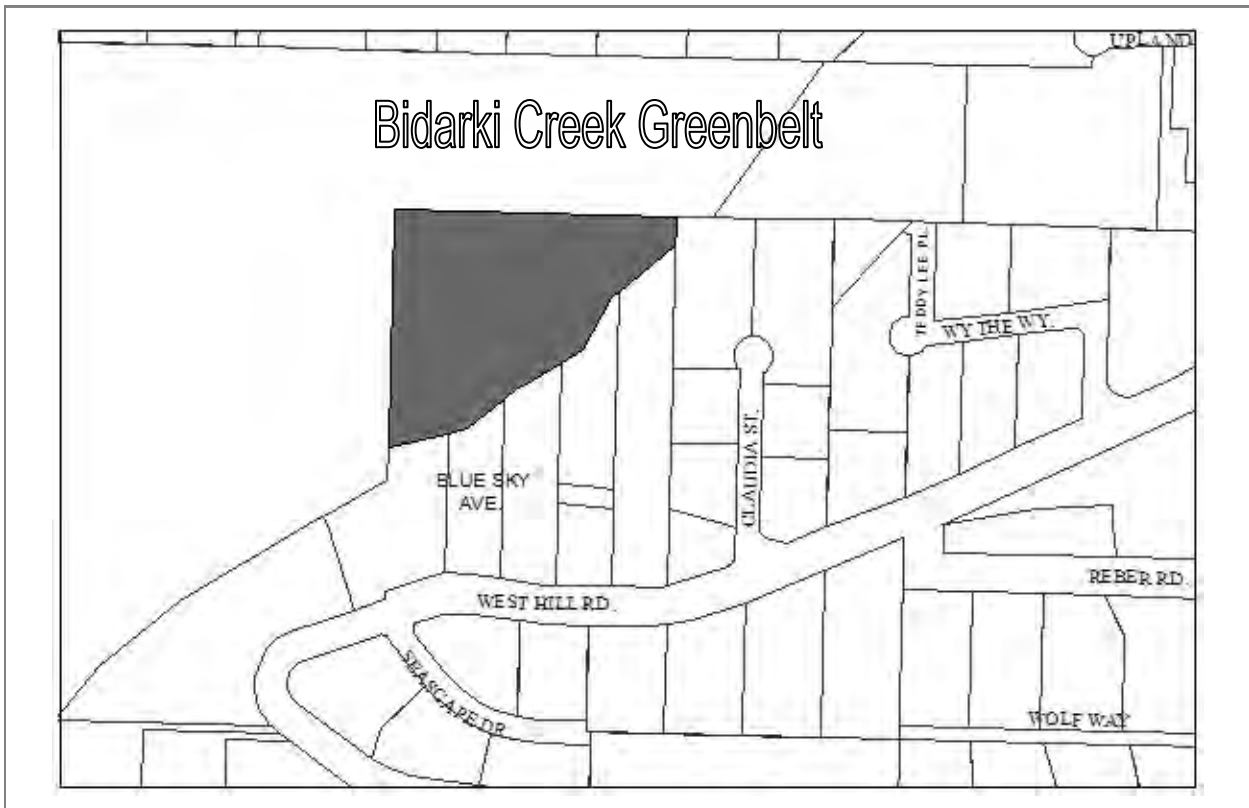 UPLAND
Bidarki Creek Greenbelt
TEDDY LEE PL.
WYTHE WY.
CLAUDIA ST.
BLUE SKY
AVE.
REBER RD.
WEST HILL RD.
SEASCAPE DR
WOLF WAY